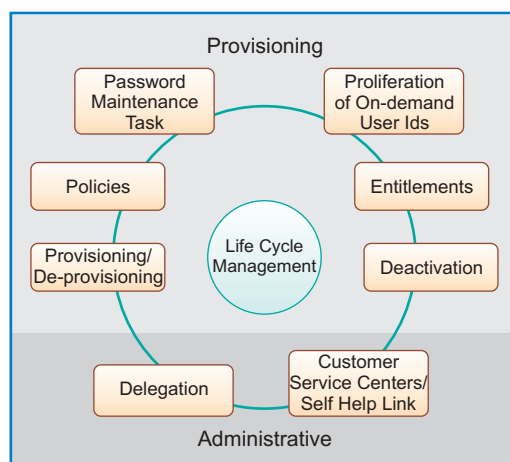 Provisioning
Password
Maintenance
Task
Proliferation
of On-demand
User Ids
Policies
Entitlements
Provisioning/
De-provisioning
Life Cycle
Management
Deactivation
Delegation
Customer
Service Centers/
Self Help Link
Administrative